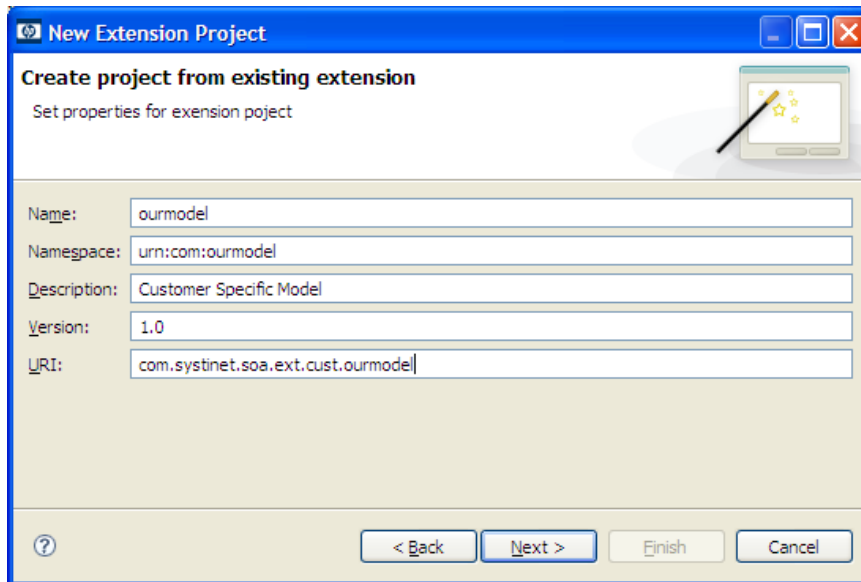 New Extension Project
Create project from existing extension
Set properties for exension poject
Name: ourmodel
Namespace: urn:com:ourmodel
Description: Customer Specific Model
Version: 1.0
URI: com.systinet.soa.ext.cust.ourmodel
? < Back Next > Finish Cancel